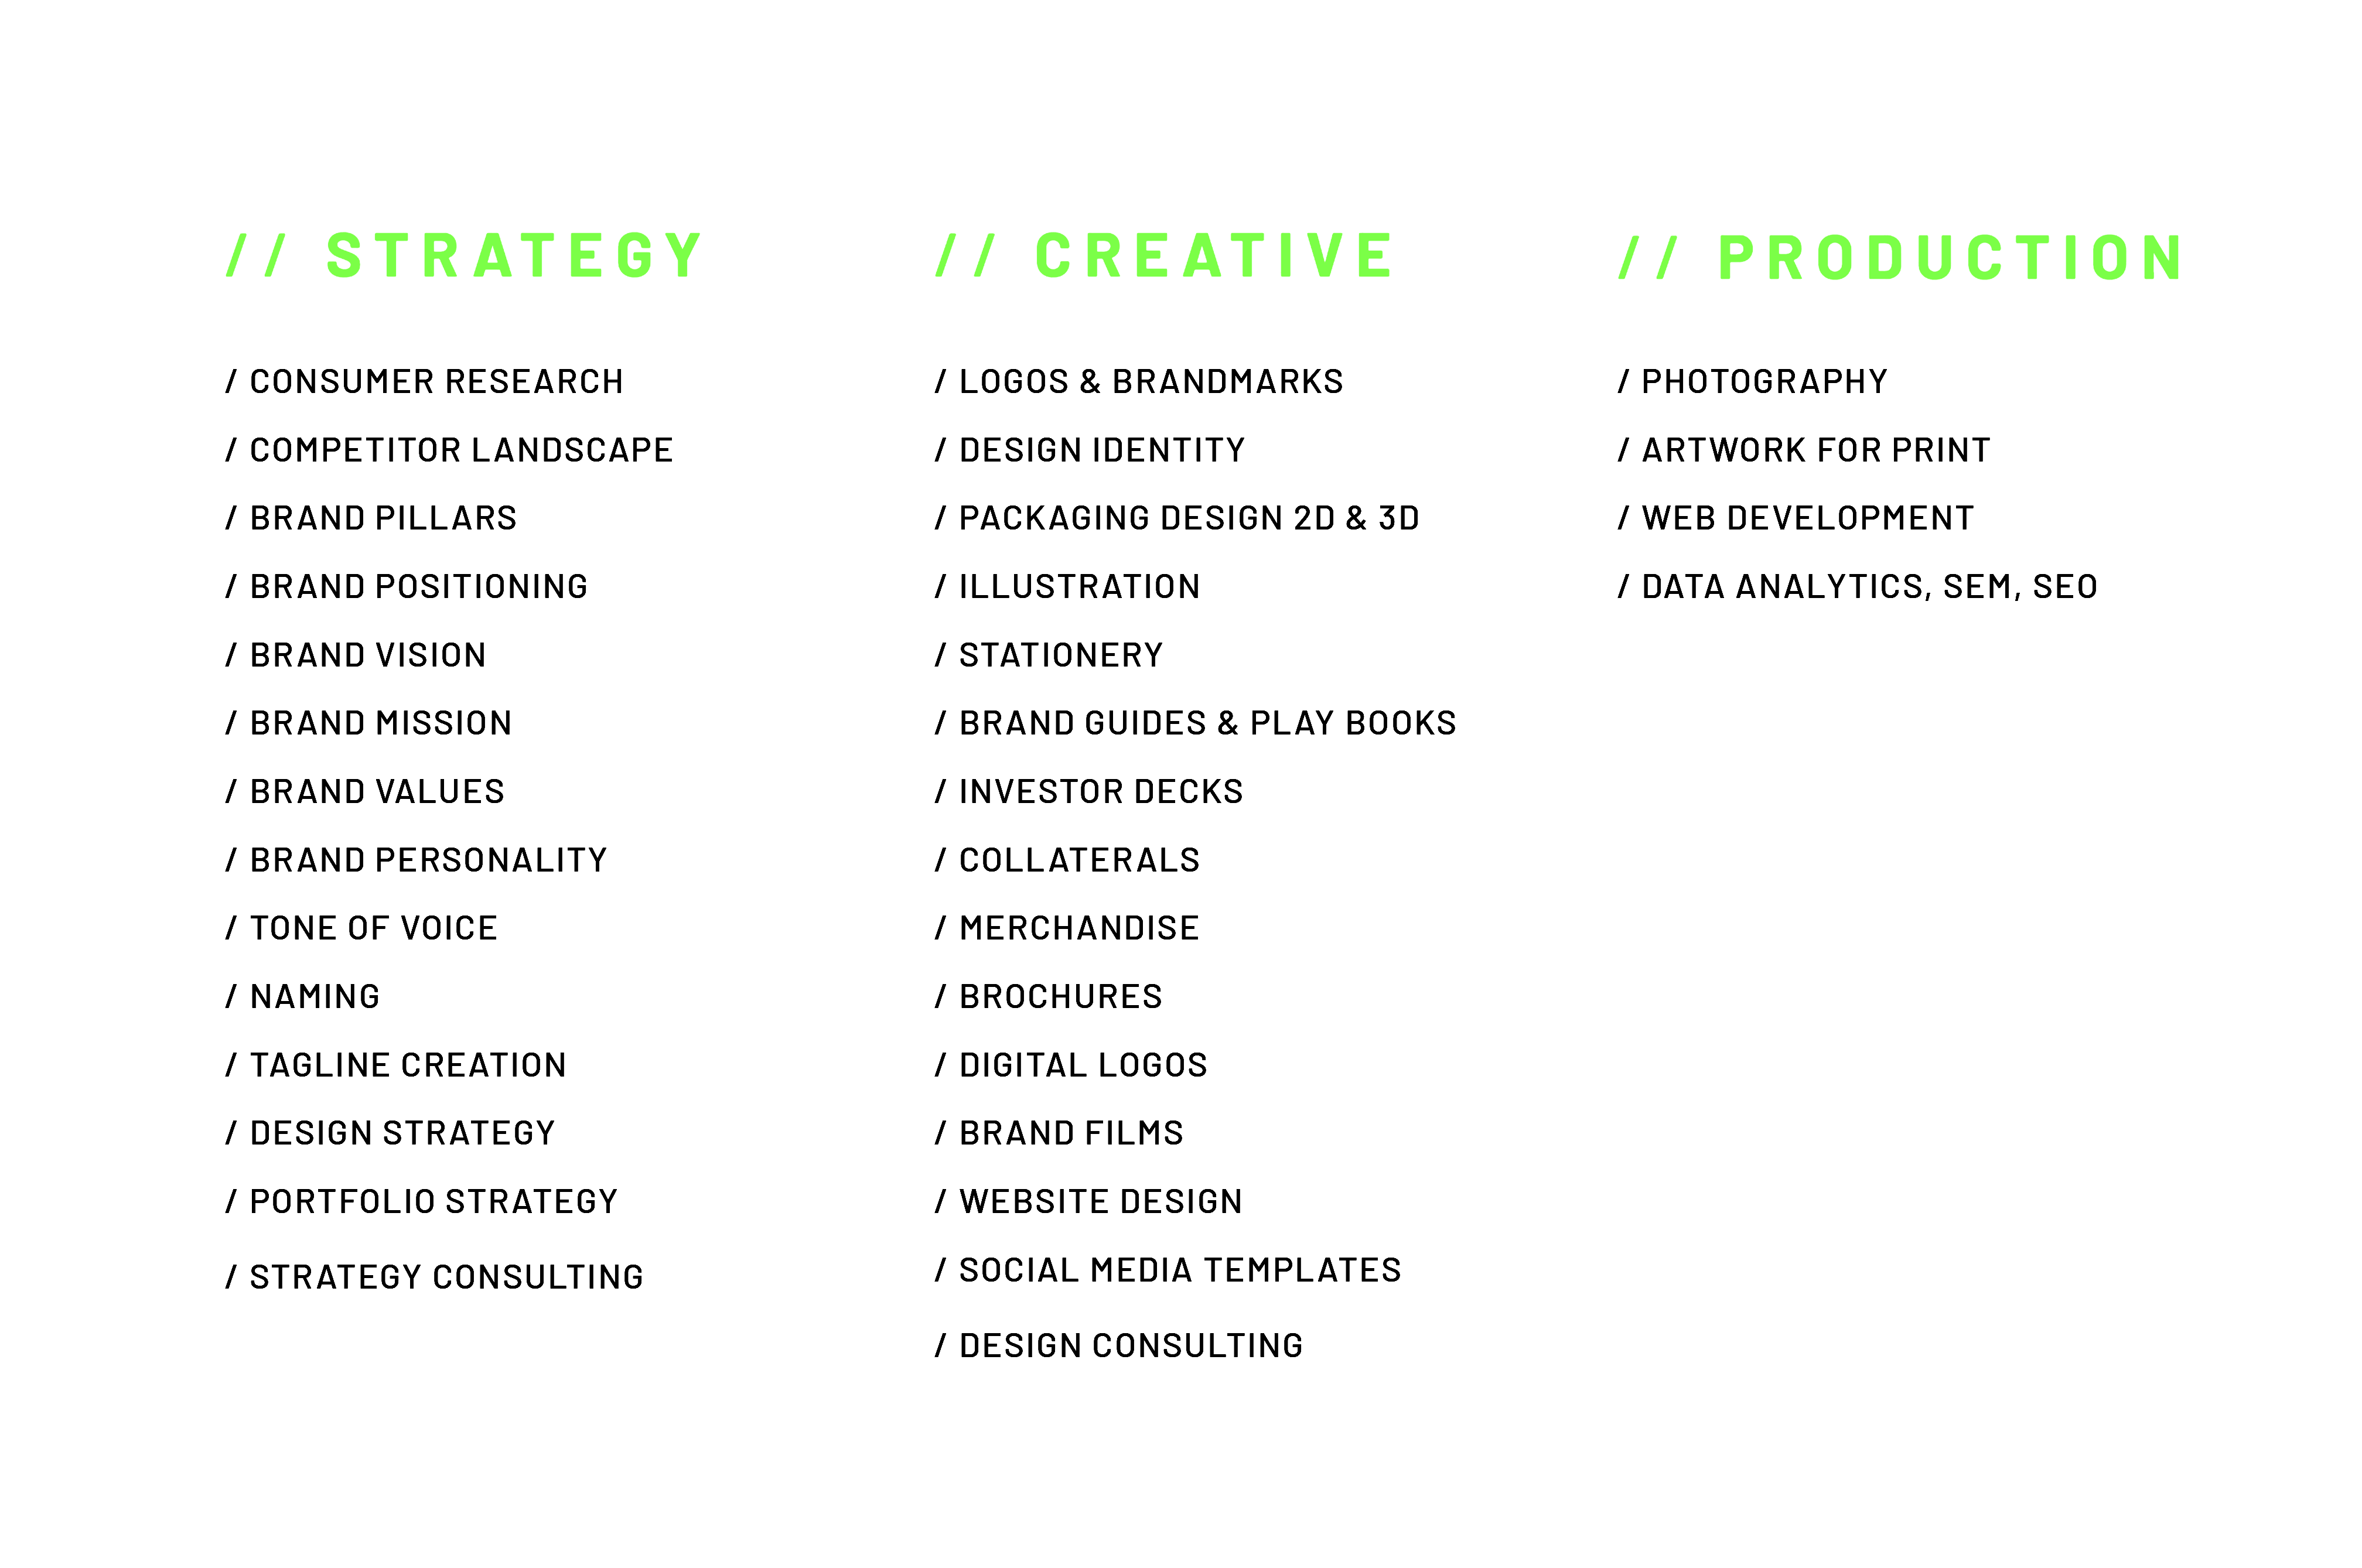 // STRATEGY
/ CONSUMER RESEARCH
/ COMPETITOR LANDSCAPE
/ BRAND PILLARS
/ BRAND POSITIONING
/ BRAND VISION
/ BRAND MISSION
/ BRAND VALUES
/ BRAND PERSONALITY
/ TONE OF VOICE
/ NAMING
/ TAGLINE CREATION
/ DESIGN STRATEGY
/ PORTFOLIO STRATEGY
/ STRATEGY CONSULTING
// CREATIVE
/ LOGOS & BRANDMARKS
/ DESIGN IDENTITY
/ PACKAGING DESIGN 2D & 3D
/ ILLUSTRATION
/ STATIONERY
/ BRAND GUIDES & PLAY BOOKS
/ INVESTOR DECKS
/ COLLATERALS
/ MERCHANDISE
/ BROCHURES
/ DIGITAL LOGOS
/ BRAND FILMS
/ WEBSITE DESIGN
/ SOCIAL MEDIA TEMPLATES
/ DESIGN CONSULTING
// PRODUCTION
/ PHOTOGRAPHY
/ ARTWORK FOR PRINT
/ WEB DEVELOPMENT
/ DATA ANALYTICS, SEM, SEO